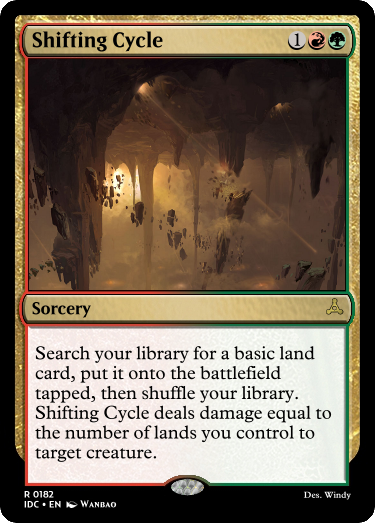 Shifting Cycle 1
Sorcery
Search your library for a basic land
card, put it onto the battlefield
tapped, then shuffle your library.
Shifting Cycle deals damage equal to
the number of lands you control to
target creature.
R 0182
IDC • EN Wanbao
Des. Windy